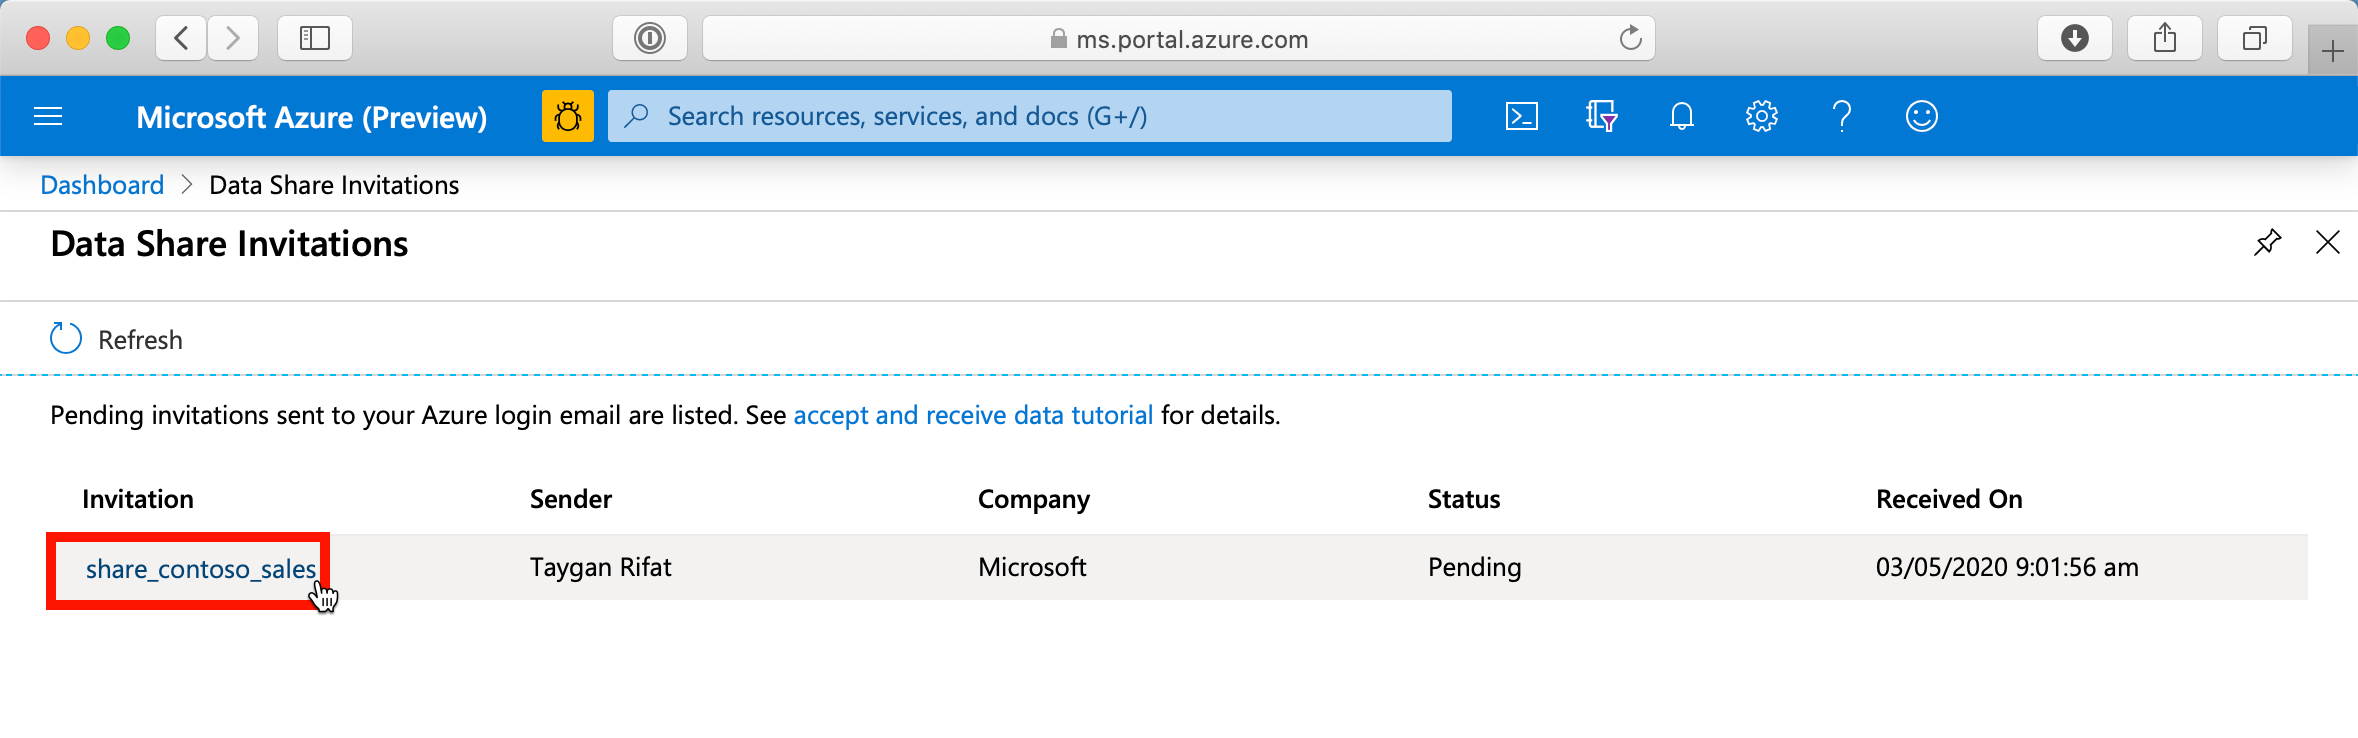 ms.portal.azure.com
Microsoft Azure (Preview)
Search resources, services, and docs (G+/)
Dashboard > Data Share Invitations
Data Share Invitations
Refresh
Pending invitations sent to your Azure login email are listed. See accept and receive data tutorial for details.
Invitation Sender Company Status Received On
share_contoso_sales Taygan Rifat Microsoft Pending 03/05/2020 9:01:56 am